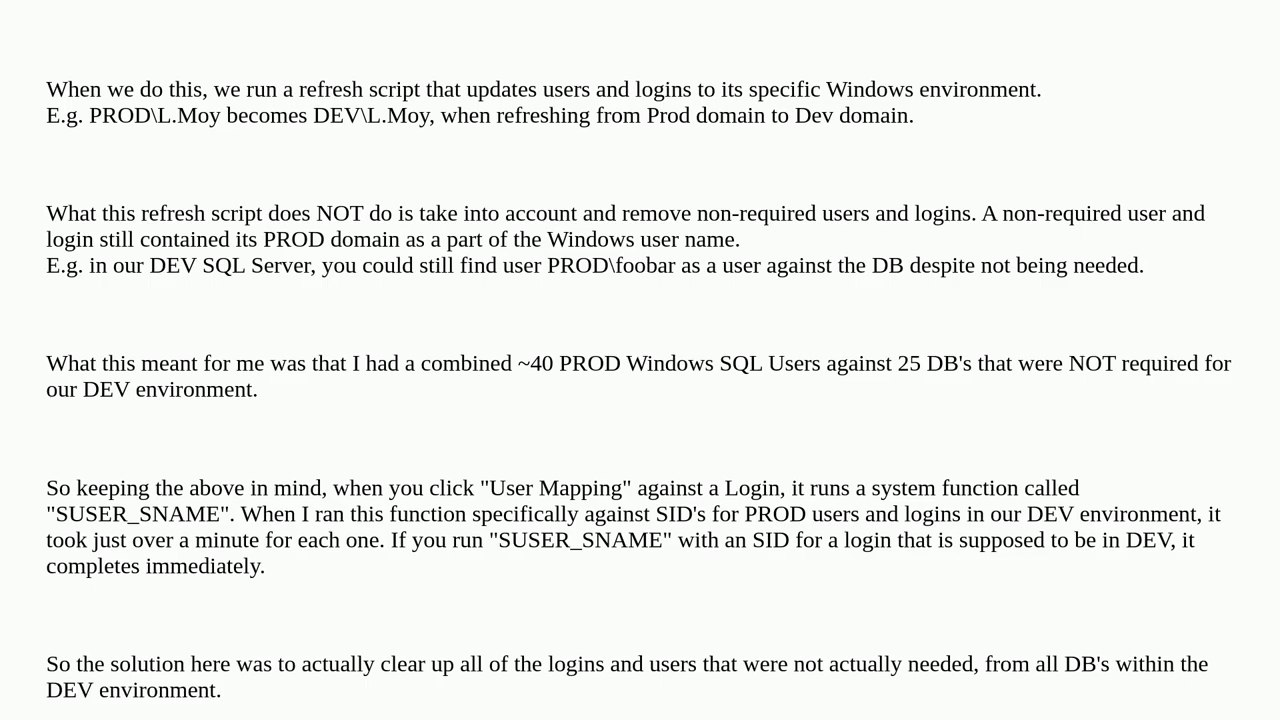 When we do this, we run a refresh script that updates users and logins to its specific Windows environment.
E.g. PROD\L.Moy becomes DEV\L.Moy, when refreshing from Prod domain to Dev domain.
What this refresh script does NOT do is take into account and remove non-required users and logins. A non-required user and
login still contained its PROD domain as a part of the Windows user name.
E.g. in our DEV SQL Server, you could still find user PROD\foobar as a user against the DB despite not being needed.
What this meant for me was that I had a combined ~40 PROD Windows SQL Users against 25 DB's that were NOT required for
our DEV environment.
So keeping the above in mind, when you click "User Mapping" against a Login, it runs a system function called
"SUSER_SNAME". When I ran this function specifically against SID's for PROD users and logins in our DEV environment, it
took just over a minute for each one. If you run "SUSER_SNAME" with an SID for a login that is supposed to be in DEV, it
completes immediately.
So the solution here was to actually clear up all of the logins and users that were not actually needed, from all DB's within the
DEV environment.